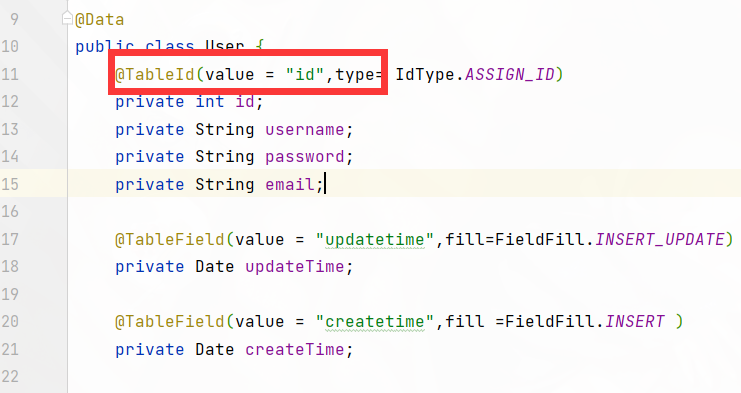 9 @Data
10 public class User {
11 @TableId(value = "id",type= IdType.ASSIGN_ID)
12 private int id;
13 private String username;
14 private String password;
15 private String email;
16
17 @TableField(value = "updatetime",fill=FieldFill.INSERT_UPDATE)
18 private Date updateTime;
19
20 @TableField(value = "createtime",fill =FieldFill.INSERT )
21 private Date createTime;
22